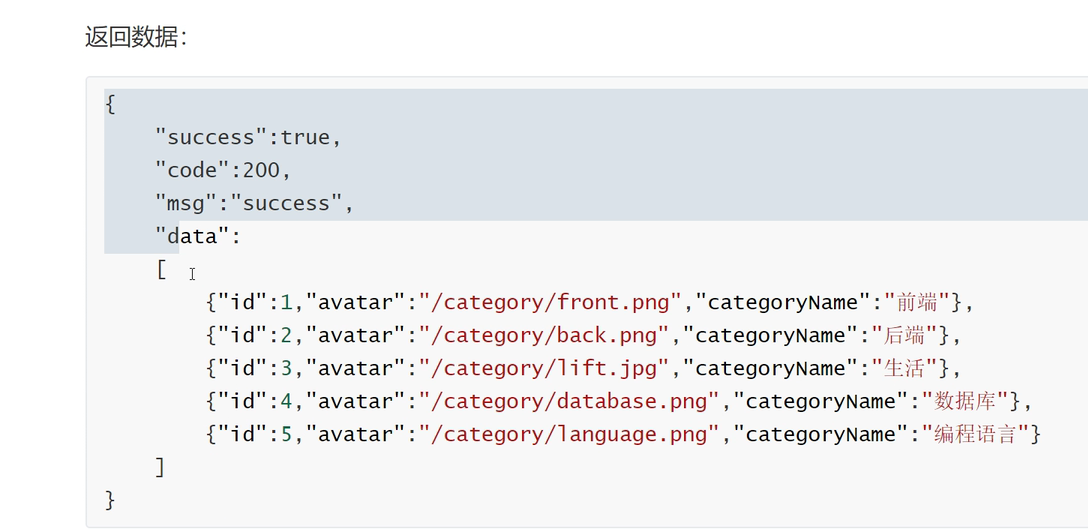 返回数据：
{
"success":true,
"code":200,
"msg":"success",
"data":
[
{"id":1,"avatar":"/category/front.png","categoryName":"前端"},
{"id":2,"avatar":"/category/back.png","categoryName":"后端"},
{"id":3,"avatar":"/category/lift.jpg","categoryName":"生活"},
{"id":4,"avatar":"/category/database.png","categoryName":"数据库"},
{"id":5,"avatar":"/category/language.png","categoryName":"编程语言"}
]
}